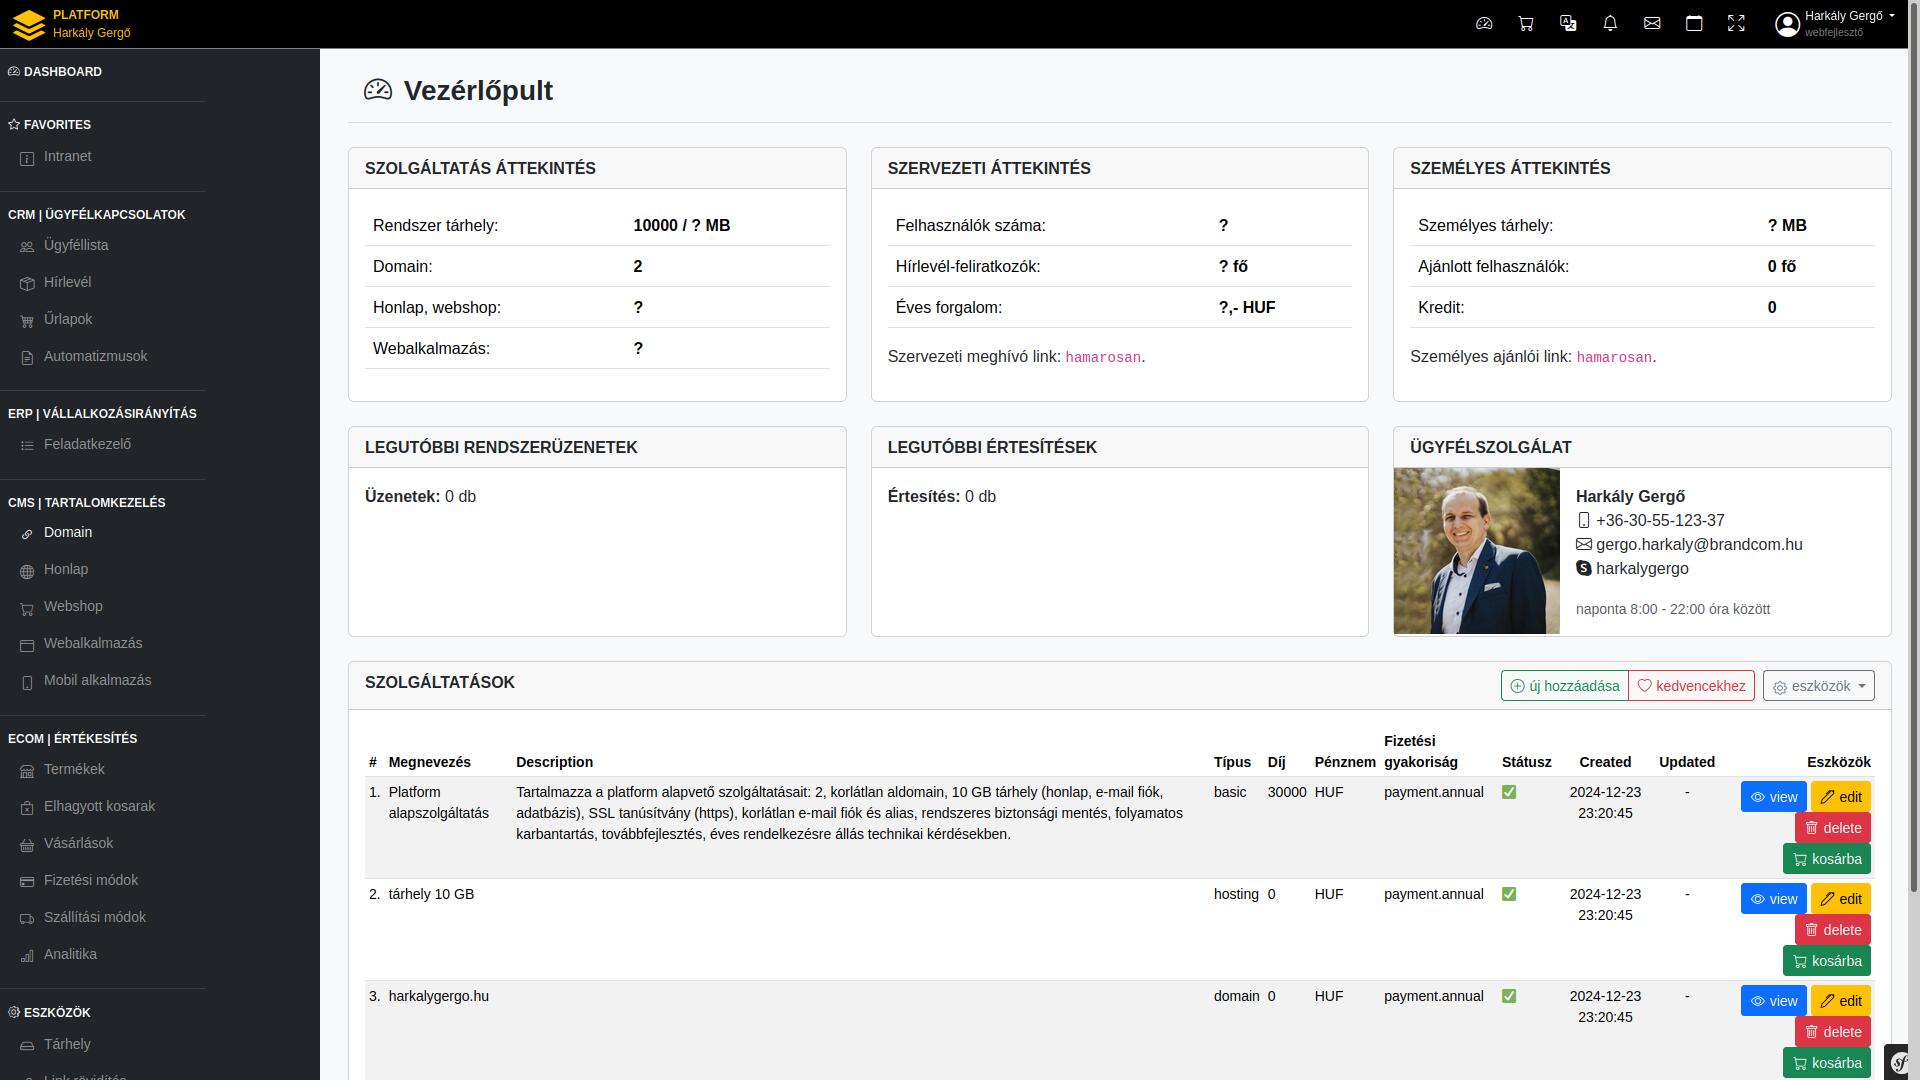 PLATFORM
Harkály Gergő
Harkály Gergő
webfejlesztő
DASHBOARD
FAVORITES
Intranet
CRM | ÜGYFÉLKAPCSOLATOK
Ügyféllista
Hírlevél
Űrlapok
Automatizmusok
ERP | VÁLLALKOZÁSIRÁNYÍTÁS
Feladatkezelő
CMS | TARTALOMKEZELÉS
Domain
Honlap
Webshop
Webalkalmazás
Mobil alkalmazás
ECOM | ÉRTÉKESÍTÉS
Termékek
Elhagyott kosarak
Vásárlások
Fizetési módok
Szállítási módok
Analitika
ESZKÖZÖK
Tárhely
Link rövidítés
Vezérlőpult
SZOLGÁLTATÁS ÁTTEKINTÉS
Rendszer tárhely: 10000 / ? MB
Domain: 2
Honlap, webshop: ?
Webalkalmazás: ?
SZERVEZETI ÁTTEKINTÉS
Felhasználók száma: ?
Hírlevél-feliratkozók: ? fő
Éves forgalom: ?,- HUF
Szervezeti meghívó link: hamarosan.
SZEMÉLYES ÁTTEKINTÉS
Személyes tárhely: ? MB
Ajánlott felhasználók: 0 fő
Kredit: 0
Személyes ajánlói link: hamarosan.
LEGUTÓBBI RENDSZERÜZENETEK
Üzenetek: 0 db
LEGUTÓBBI ÉRTESÍTÉSEK
Értesítés: 0 db
ÜGYFÉLSZOLGÁLAT
Harkály Gergő
+36-30-55-123-37
gergo.harkaly@brandcom.hu
harkalygergo
naponta 8:00 - 22:00 óra között
SZOLGÁLTATÁSOK
új hozzáadása
kedvencekhez
eszközök
# Megnevezés Description Típus Díj Pénznem Fizetési gyakoriság Státusz Created Updated Eszközök
1. Platform alapszolgáltatás
Tartalmazza a platform alapvető szolgáltatásait: 2, korlátlan aldomain, 10 GB tárhely (honlap, e-mail fiók,
adatbázis), SSL tanúsítvány (https), korlátlan e-mail fiók és alias, rendszeres biztonsági mentés, folyamatos
karbantartás, továbbfejlesztés, éves rendelkezésre állás technikai kérdésekben.
basic 30000 HUF payment.annual 2024-12-23 23:20:45 -
view edit
delete
kosárba
2. tárhely 10 GB hosting 0 HUF payment.annual 2024-12-23 23:20:45 -
view edit
delete
kosárba
3. harkalygergo.hu domain 0 HUF payment.annual 2024-12-23 23:20:45 -
view edit
delete
kosárba